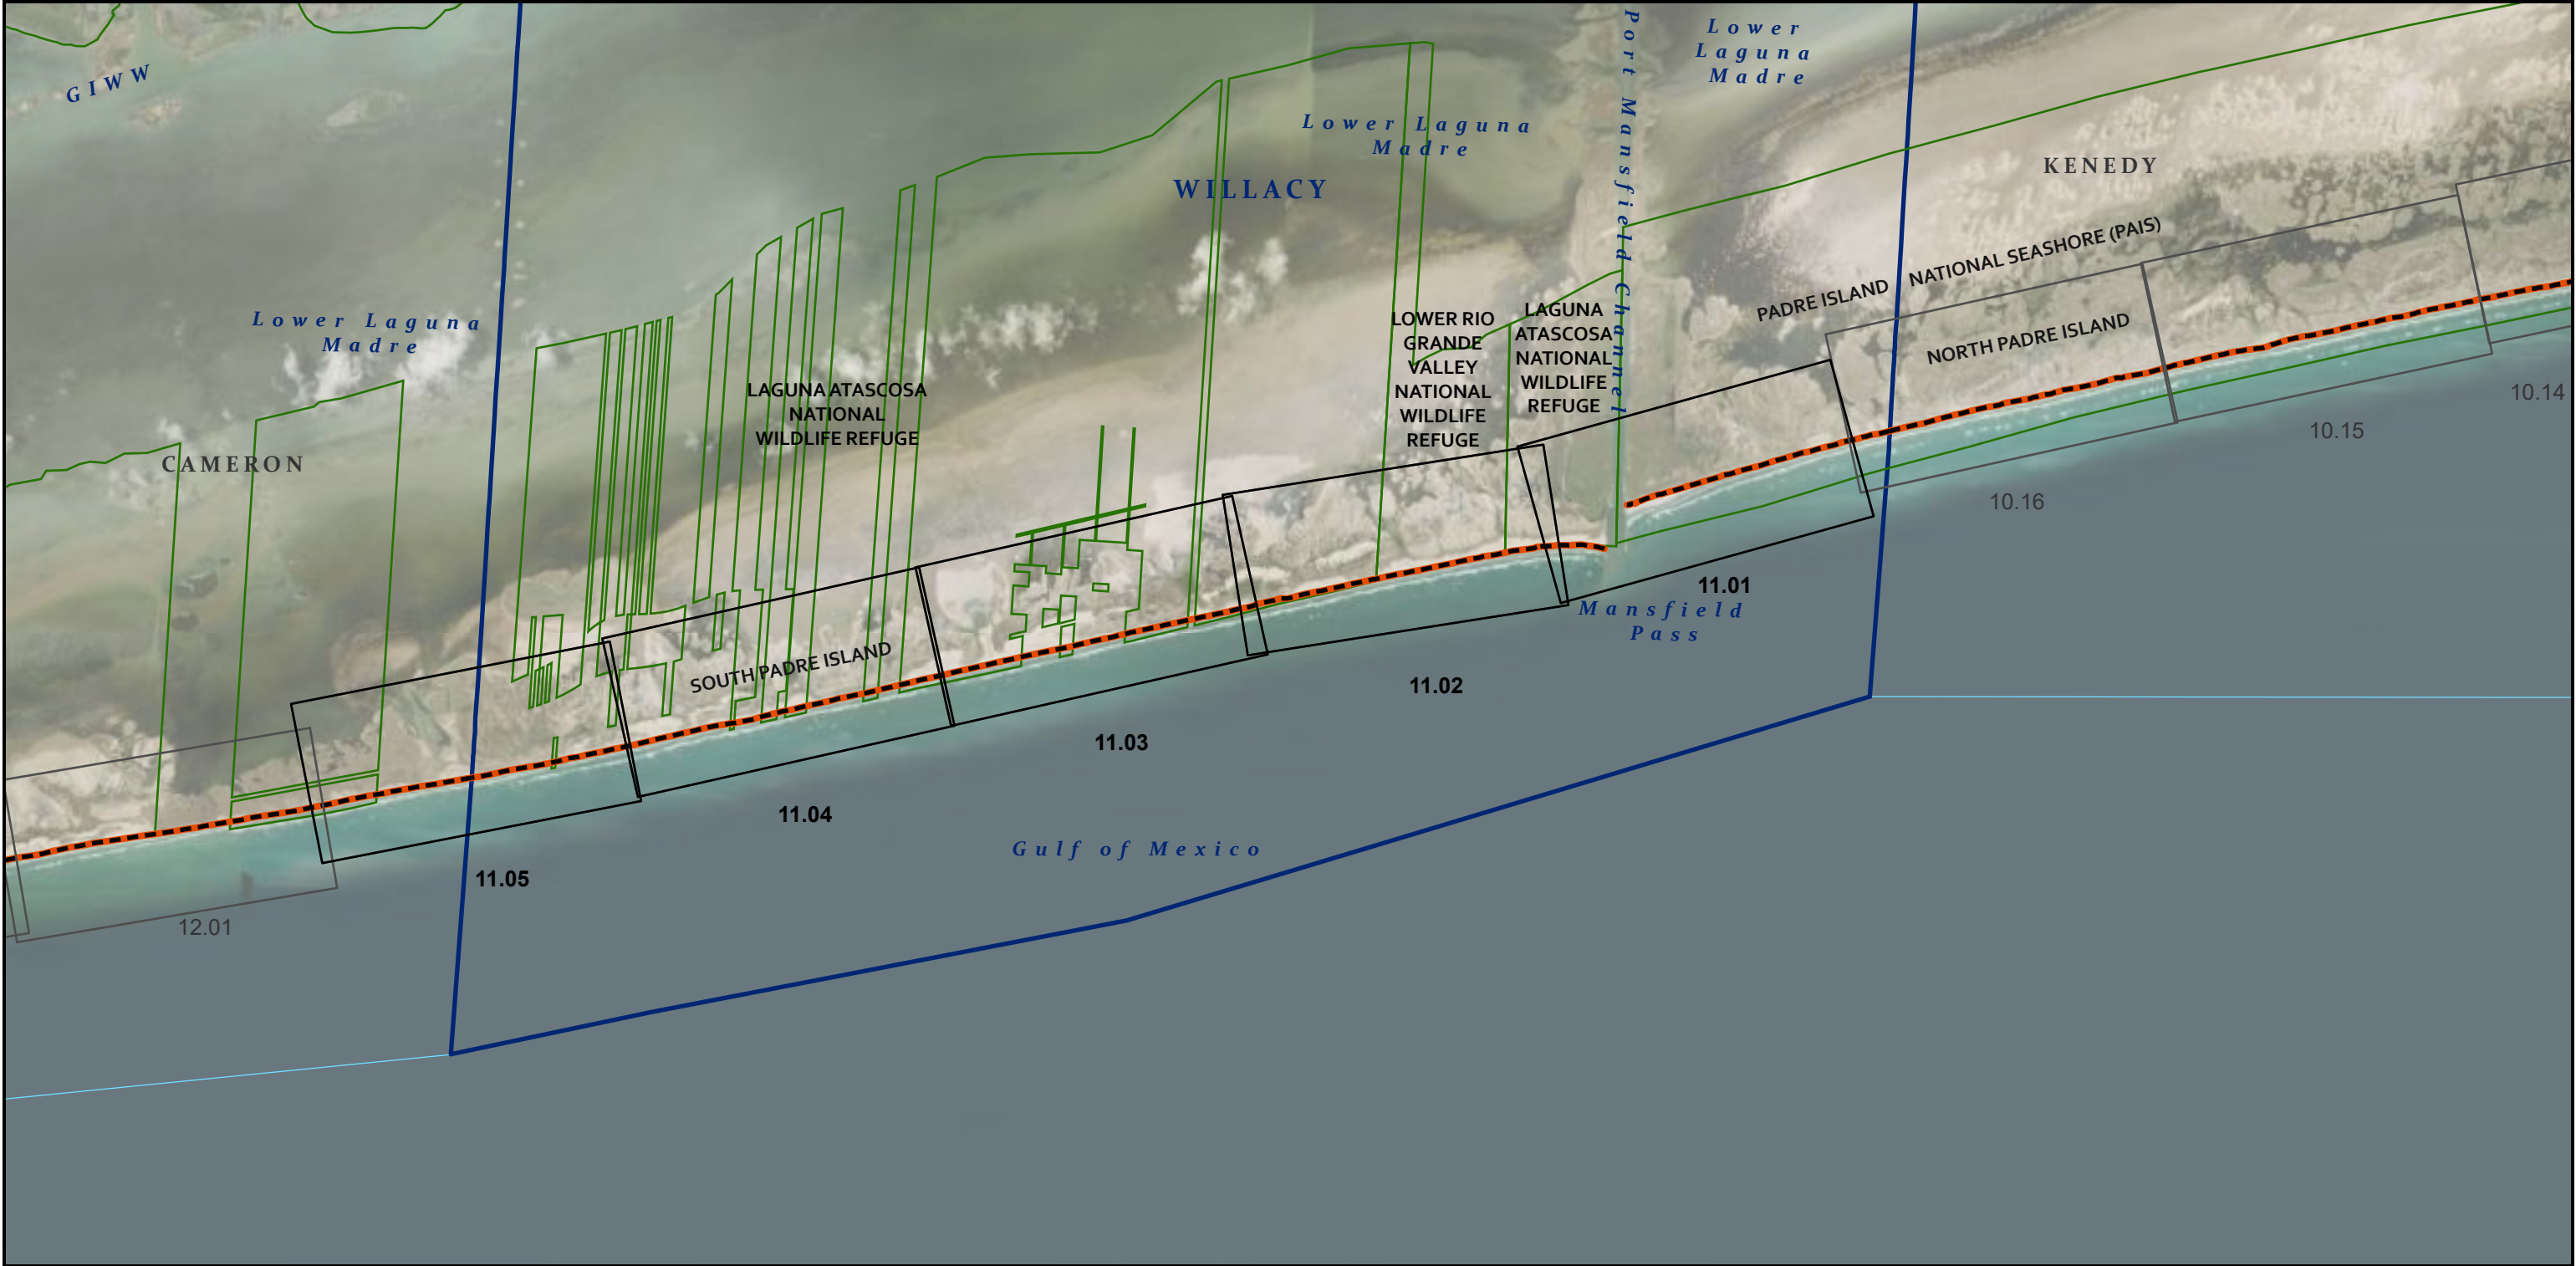 GIWW
Lower
Laguna
Madre
Port Mansfield Channel
Lower Laguna
Madre
WILLACY
KENEDY
PADRE ISLAND NATIONAL SEASHORE (PAIS)
NORTH PADRE ISLAND
Lower Laguna
Madre
LOWER RIO
GRANDE
VALLEY
NATIONAL
WILDLIFE
REFUGE
LAGUNA
ATASCOSA
NATIONAL
WILDLIFE
REFUGE
LAGUNA ATASCOSA
NATIONAL
WILDLIFE REFUGE
CAMERON
10.14
10.15
10.16
11.01
Mansfield
Pass
SOUTH PADRE ISLAND
11.02
11.03
11.04
Gulf of Mexico
11.05
12.01